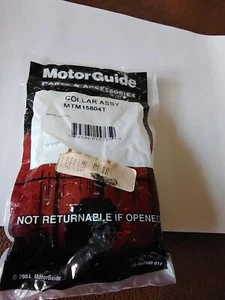 MotorGuide
PARTS & ACCESSORIES
COLLAR ASSY
MTM15804T
NOT RETURNABLE IF OPENED
© 2004, MotorGuide